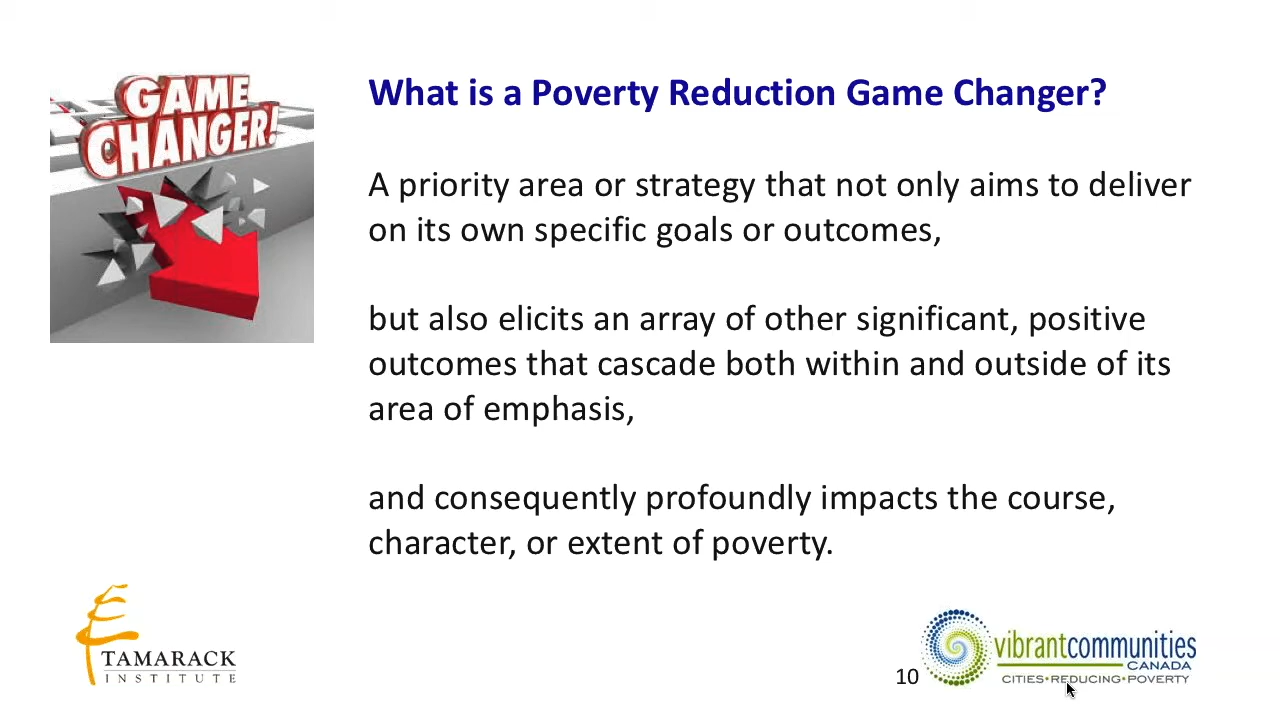 GAME
CHANGER!
What is a Poverty Reduction Game Changer?
A priority area or strategy that not only aims to deliver
on its own specific goals or outcomes,
but also elicits an array of other significant, positive
outcomes that cascade both within and outside of its
area of emphasis,
and consequently profoundly impacts the course,
character, or extent of poverty.
TAMARACK
INSTITUTE
10
vibrantcommunities
CANADA
CITIES•REDUCING•POVERTY